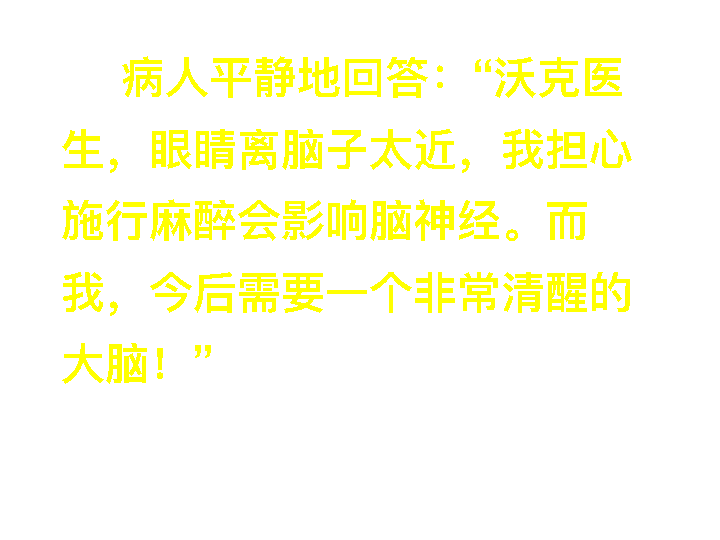 病人平静地回答：“沃克医
生，眼睛离脑子太近，我担心
施行麻醉会影响脑神经。而
我，今后需要一个非常清醒的
大脑！”